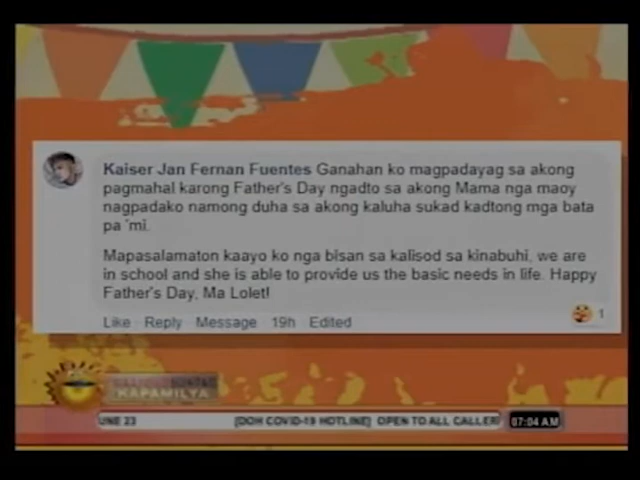 Kaiser Jan Fernan Fuentes Ganahan ko magpadayag sa akong
pagmahal karong Father's Day ngadto sa akong Mama nga maoy
nagpadako namong duha sa akong kaluha sukad kadtong mga bata
pa 'mi.
Mapasalamaton kaayo ko nga bisan sa kalisod sa kinabuhi, we are
in school and she is able to provide us the basic needs in life. Happy
Father's Day, Ma Lolet!
1
Like Reply Message 19h Edited
KAPAMILYA
UNE 23 [DOH COVID-19 HOTLINE] OPEN TO ALL CALLER 07:04 AM